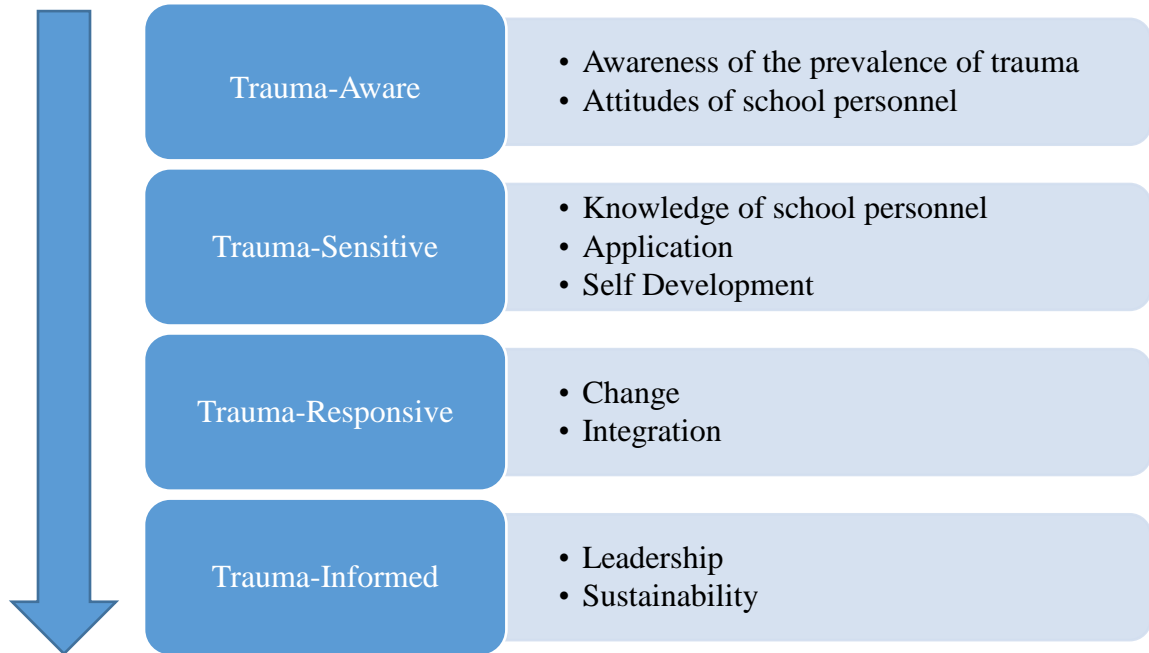 Trauma-Aware
• Awareness of the prevalence of trauma
• Attitudes of school personnel
Trauma-Sensitive
• Knowledge of school personnel
• Application
• Self Development
Trauma-Responsive
• Change
• Integration
Trauma-Informed
• Leadership
• Sustainability